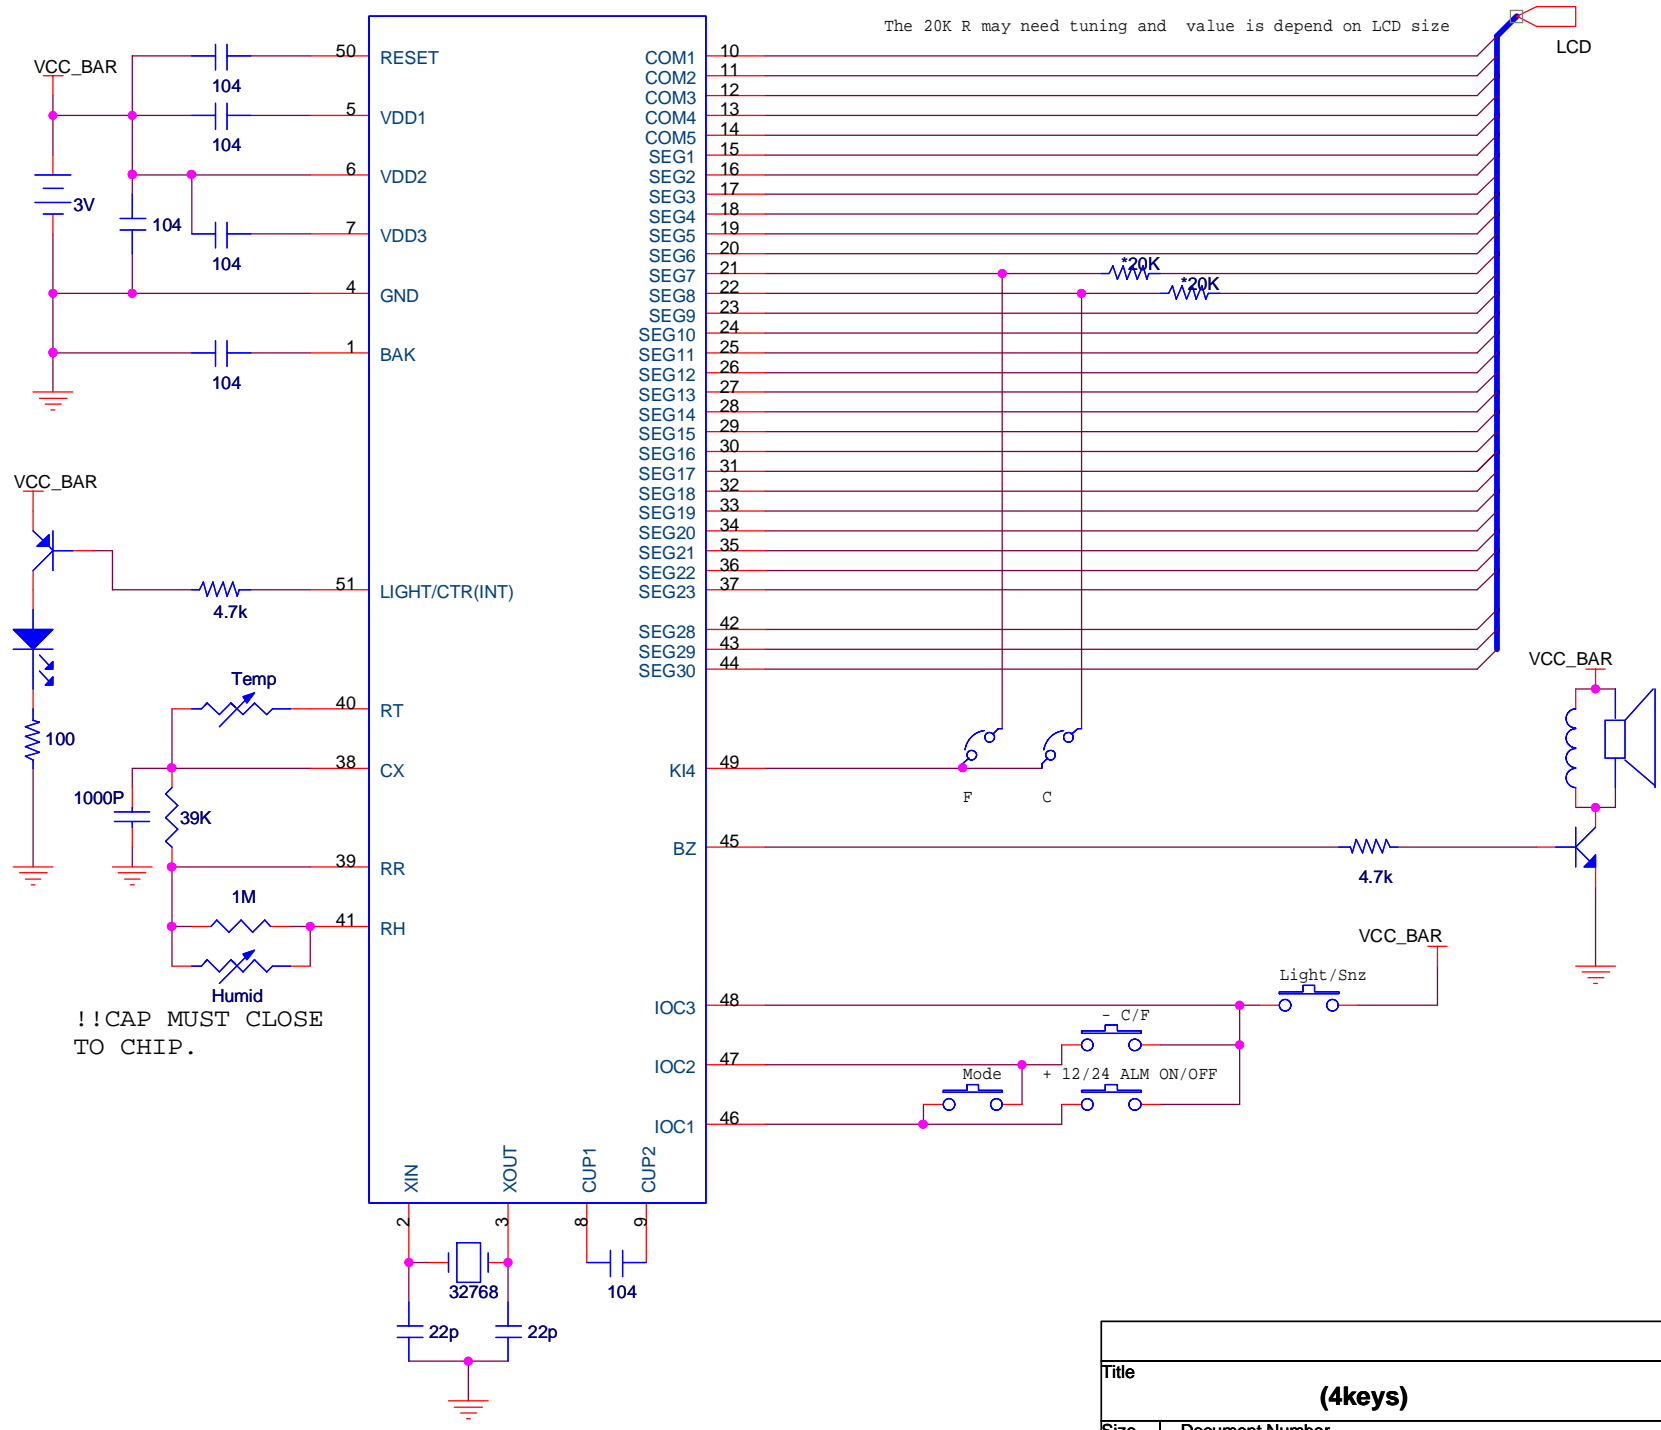 The 20K R may need tuning and value is depend on LCD size
LCD
VCC_BAR
104
50
RESET
104
5
VDD1
6
VDD2
3V
104
104
7
VDD3
4
GND
104
1
BAK
COM1
10
COM2
11
COM3
12
COM4
13
COM5
14
SEG1
15
SEG2
16
SEG3
17
SEG4
18
SEG5
19
SEG6
20
SEG7
21
*20K
SEG8
22
*20K
SEG9
23
SEG10
24
SEG11
25
SEG12
26
SEG13
27
SEG14
28
SEG15
29
SEG16
30
SEG17
31
SEG18
32
SEG19
33
SEG20
34
SEG21
35
SEG22
36
SEG23
37
SEG28
42
SEG29
43
SEG30
44
VCC_BAR
4.7k
51
LIGHT/CTR(INT)
100
Temp
40
RT
38
CX
1000P
39K
39
RR
1M
41
RH
Humid
!!CAP MUST CLOSE
TO CHIP.
KI4
49
F
C
VCC_BAR
BZ
45
4.7k
VCC_BAR
Light/Snz
IOC3
48
- C/F
IOC2
47
Mode
+ 12/24 ALM ON/OFF
IOC1
46
XIN
XOUT
CUP1
CUP2
2
3
8
9
32768
104
22p
22p
Title
(4keys)
Size
Document Number